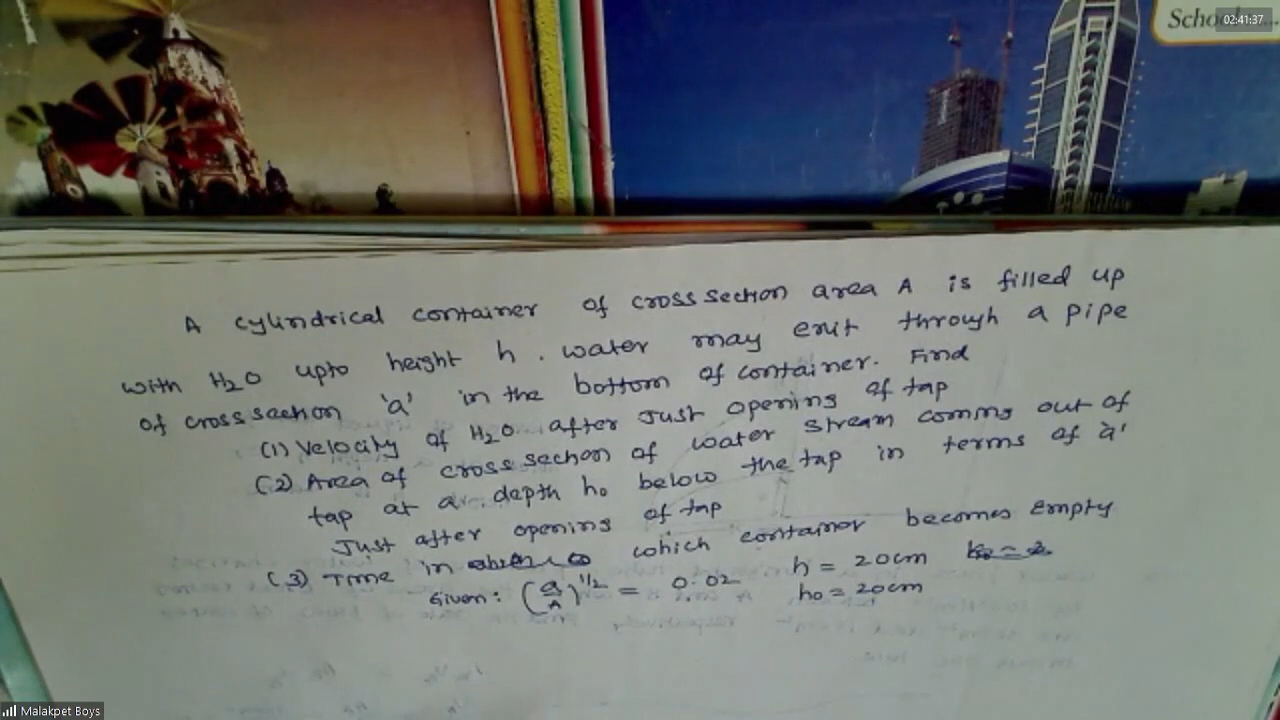 Scho
02:41:37
A cylindrical container of cross section area A is filled up
with H₂O upto height h. water may exit through a pipe
of cross section 'a' in the bottom of container. Find
(1) Velocity of H₂O after Just opening of tap
(2) Area of cross section of water stream coming out of
tap at a depth h₀ below the tap in terms of 'a'
Just after opening of tap
(3) Time in which container becomes Empty
Given: (a/A)^1/2 = 0.02 h = 20cm
h₀ = 20cm
Malakpet Boys